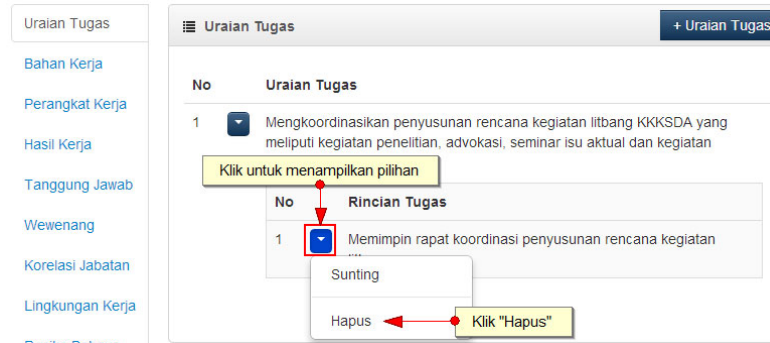 Uraian Tugas
Bahan Kerja
Perangkat Kerja
Hasil Kerja
Tanggung Jawab
Wewenang
Korelasi Jabatan
Lingkungan Kerja
Uraian Tugas
+ Uraian Tugas
No Uraian Tugas
1 Mengkoordinasikan penyusunan rencana kegiatan litbang KKKSDA yang
meliputi kegiatan penelitian, advokasi, seminar isu aktual dan kegiatan
Klik untuk menampilkan pilihan
No Rincian Tugas
1 Memimpin rapat koordinasi penyusunan rencana kegiatan
Sunting
Hapus
Klik "Hapus"